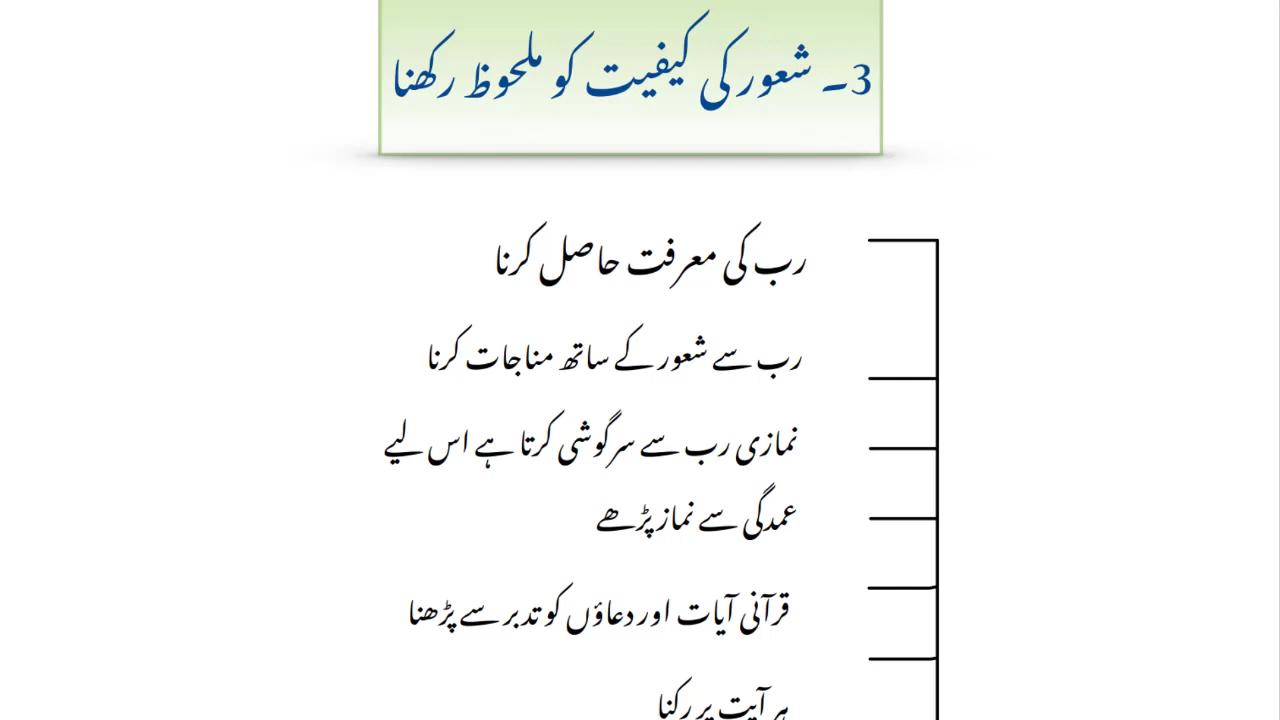 3۔ شعور کی کیفیت کو ملحوظ رکھنا
رب کی معرفت حاصل کرنا
رب سے شعور کے ساتھ مناجات کرنا
نمازی رب سے سرگوشی کرتا ہے اس لیے
عمدگی سے نماز پڑھے
قرآنی آیات اور دعاؤں کو تدبر سے پڑھنا
ہر آیت پر رکنا